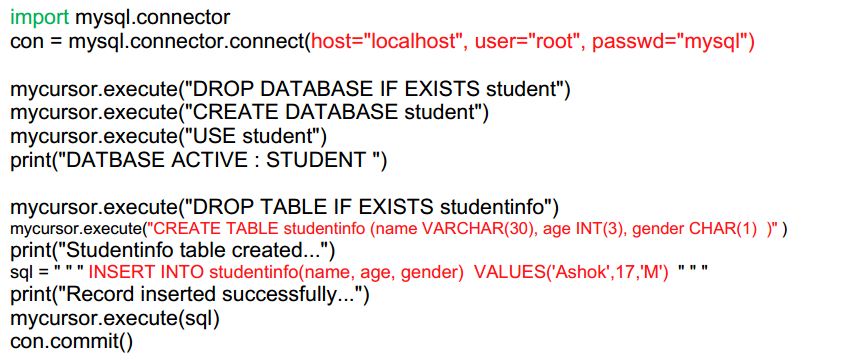 import mysql.connector
con = mysql.connector.connect(host="localhost", user="root", passwd="mysql")
mycursor.execute("DROP DATABASE IF EXISTS student")
mycursor.execute("CREATE DATABASE student")
mycursor.execute("USE student")
print("DATBASE ACTIVE : STUDENT ")
mycursor.execute("DROP TABLE IF EXISTS studentinfo")
mycursor.execute("CREATE TABLE studentinfo (name VARCHAR(30), age INT(3), gender CHAR(1) )" )
print("Studentinfo table created...")
sql = " " " INSERT INTO studentinfo(name, age, gender) VALUES('Ashok',17,'M') " " "
print("Record inserted successfully...")
mycursor.execute(sql)
con.commit()